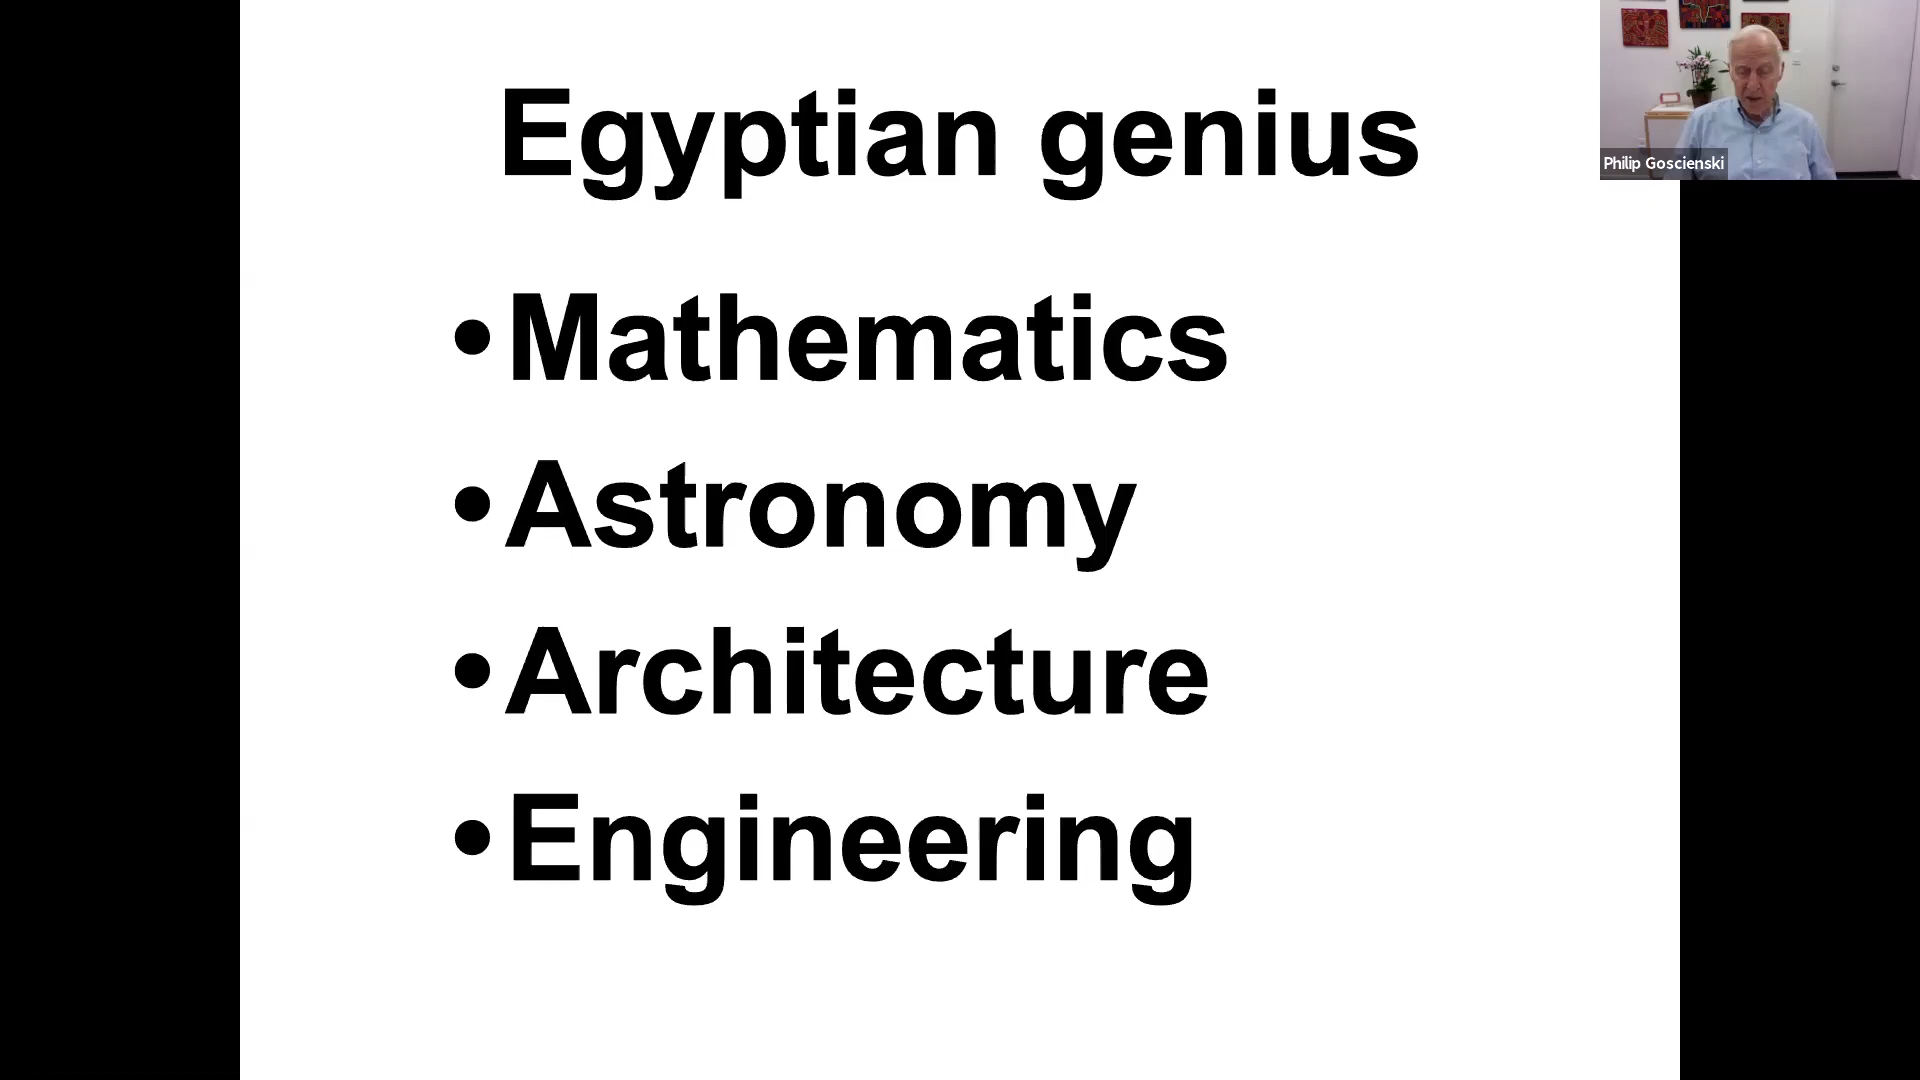 Egyptian genius
•Mathematics
•Astronomy
•Architecture
•Engineering
Philip Goscienski